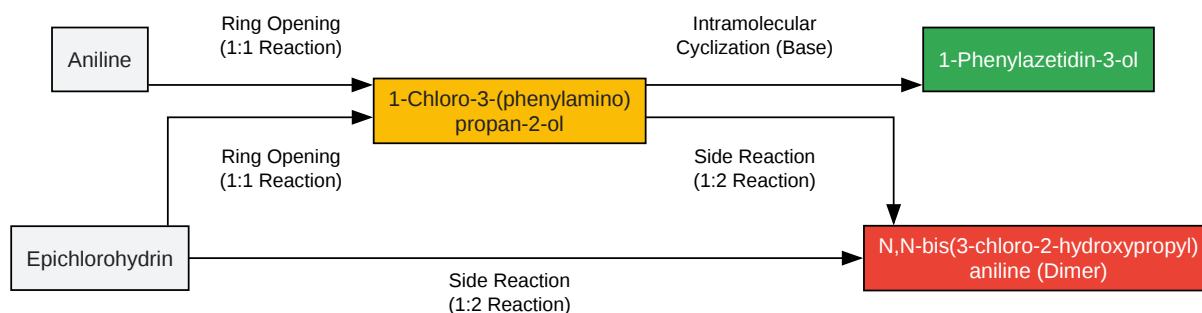 Ring Opening
(1:1 Reaction)
Intramolecular
Cyclization (Base)
Aniline
1-Phenylazetidin-3-ol
1-Chloro-3-(phenylamino)
propan-2-ol
Ring Opening
(1:1 Reaction)
Side Reaction
(1:2 Reaction)
Epichlorohydrin
N,N-bis(3-chloro-2-hydroxypropyl)
aniline (Dimer)
Side Reaction
(1:2 Reaction)